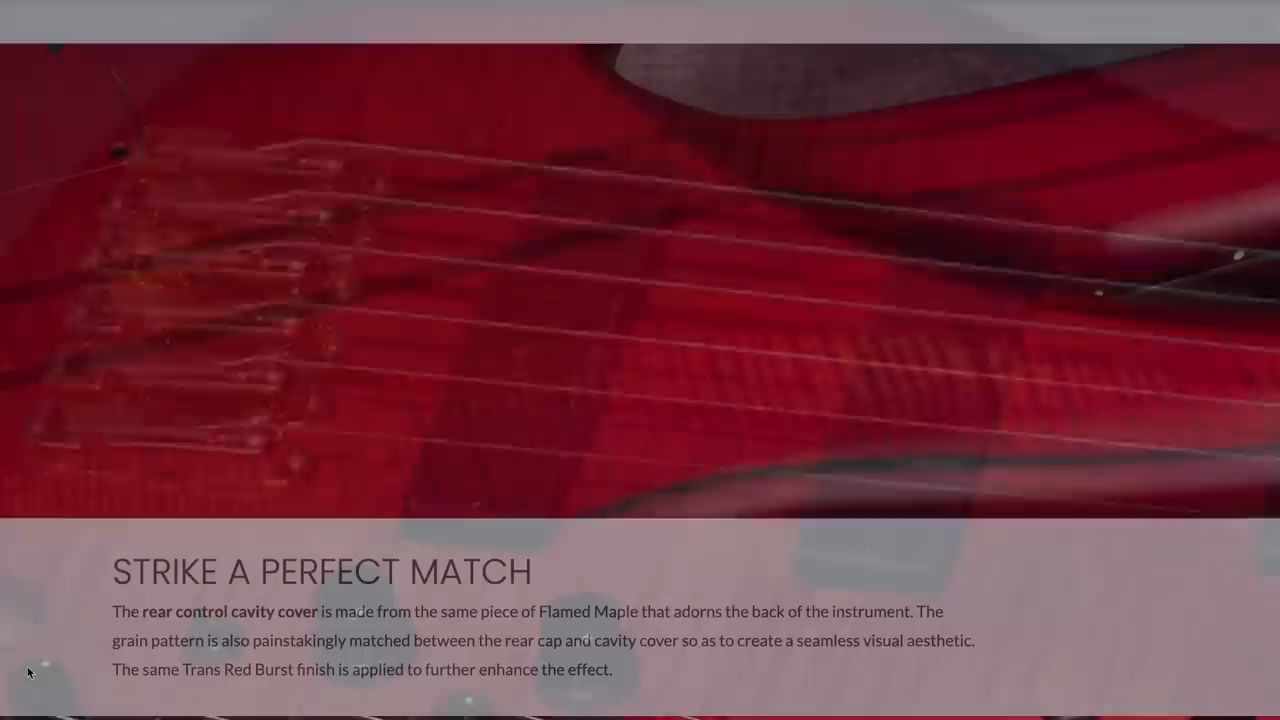 STRIKE A PERFECT MATCH
The rear control cavity cover is made from the same piece of Flamed Maple that adorns the back of the instrument. The
grain pattern is also painstakingly matched between the rear cap and cavity cover so as to create a seamless visual aesthetic.
The same Trans Red Burst finish is applied to further enhance the effect.